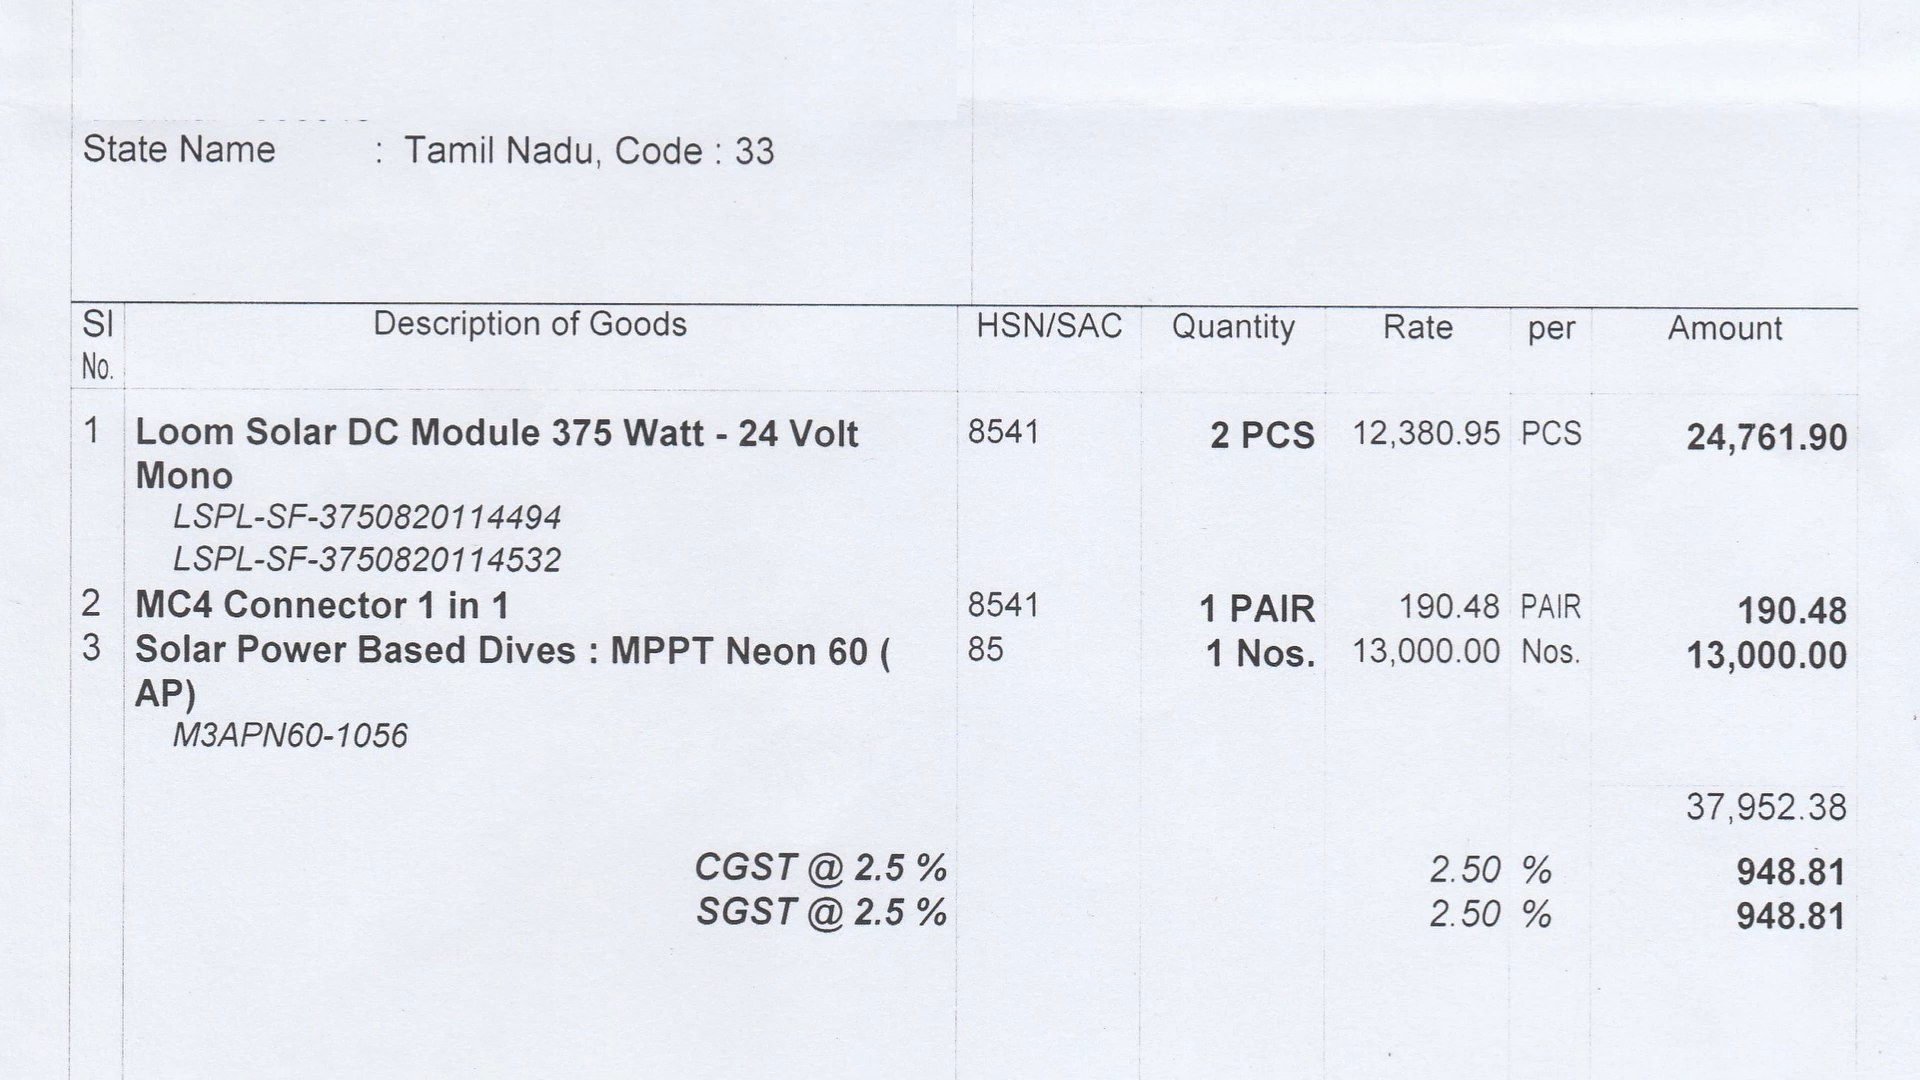 State Name : Tamil Nadu, Code : 33
Sl No. Description of Goods HSN/SAC Quantity Rate per Amount
1 Loom Solar DC Module 375 Watt - 24 Volt 8541 2 PCS 12,380.95 PCS 24,761.90
Mono
LSPL-SF-3750820114494
LSPL-SF-3750820114532
2 MC4 Connector 1 in 1 8541 1 PAIR 190.48 PAIR 190.48
3 Solar Power Based Dives : MPPT Neon 60 ( 85 1 Nos. 13,000.00 Nos. 13,000.00
AP)
M3APN60-1056
37,952.38
CGST @ 2.5 % 2.50 % 948.81
SGST @ 2.5 % 2.50 % 948.81